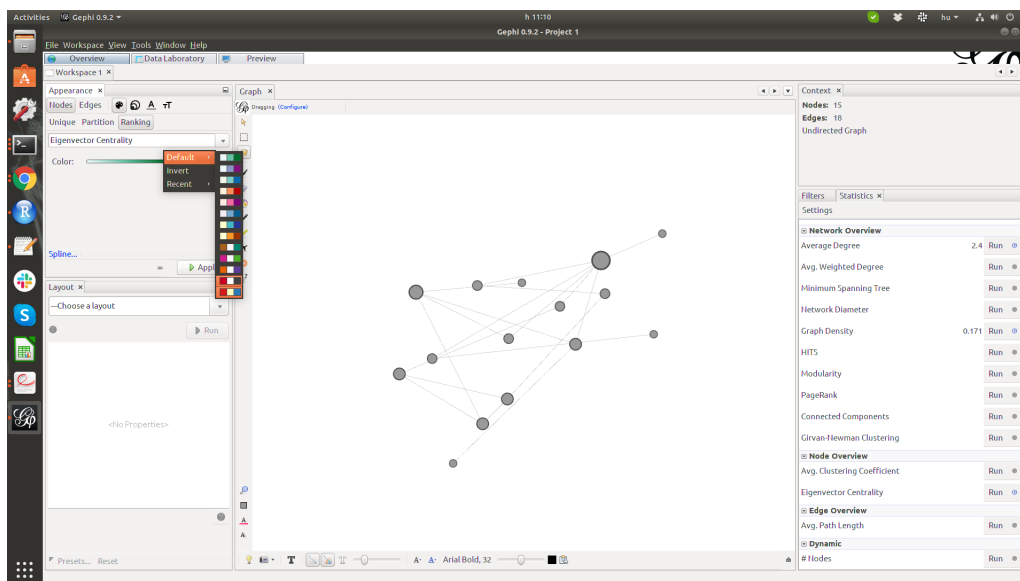 Activities Gephi 0.9.2 h 11:10 hu
Gephi 0.9.2 - Project 1
File Workspace View Tools Window Help
Overview Data Laboratory Preview
Workspace 1
Appearance
Nodes Edges
Unique Partition Ranking
Eigenvector Centrality
Color:
Default
Invert
Recent
Spline...
Appl
Layout
---Choose a layout
Run
<No Properties>
Presets... Reset
Graph
Dragging (Configure)
Arial Bold, 32
Context
Nodes: 15
Edges: 18
Undirected Graph
Filters Statistics
Settings
Network Overview
Average Degree 2.4 Run
Avg. Weighted Degree Run
Minimum Spanning Tree Run
Network Diameter Run
Graph Density 0.171 Run
HITS Run
Modularity Run
PageRank Run
Connected Components Run
Girvan-Newman Clustering Run
Node Overview
Avg. Clustering Coefficient Run
Eigenvector Centrality Run
Edge Overview
Avg. Path Length Run
Dynamic
# Nodes Run